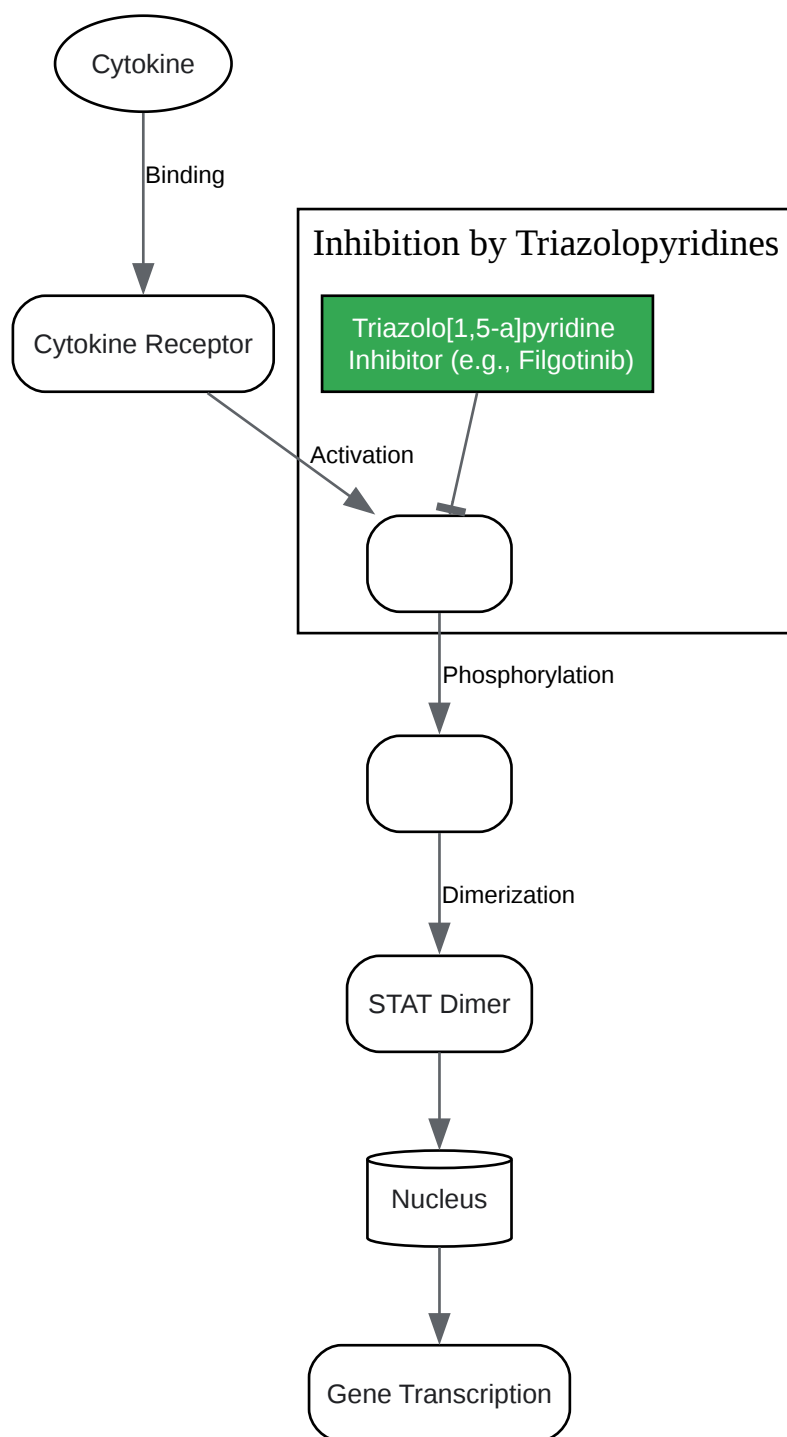 Cytokine
Binding
Inhibition by Triazolopyridines
Triazolo[1,5-a]pyridine
Inhibitor (e.g., Filgotinib)
Cytokine Receptor
Activation
Phosphorylation
Dimerization
STAT Dimer
Nucleus
Gene Transcription